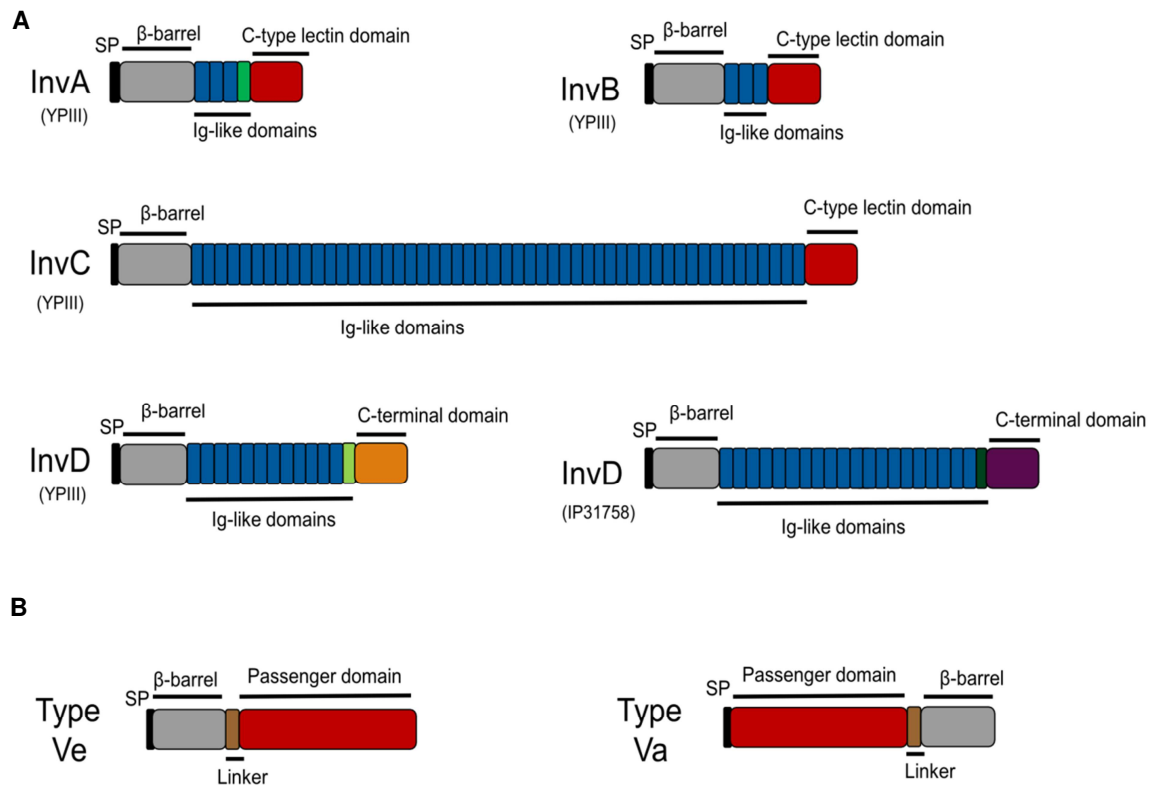 A
SP
β-barrel
C-type lectin domain
InvA
(YPIII)
Ig-like domains
SP
β-barrel
C-type lectin domain
InvB
(YPIII)
Ig-like domains
SP
β-barrel
C-type lectin domain
InvC
(YPIII)
Ig-like domains
SP
β-barrel
C-terminal domain
InvD
(YPIII)
Ig-like domains
SP
β-barrel
C-terminal domain
InvD
(IP31758)
Ig-like domains
B
Type
Ve
SP
β-barrel
Passenger domain
Linker
Type
Va
SP
Passenger domain
β-barrel
Linker